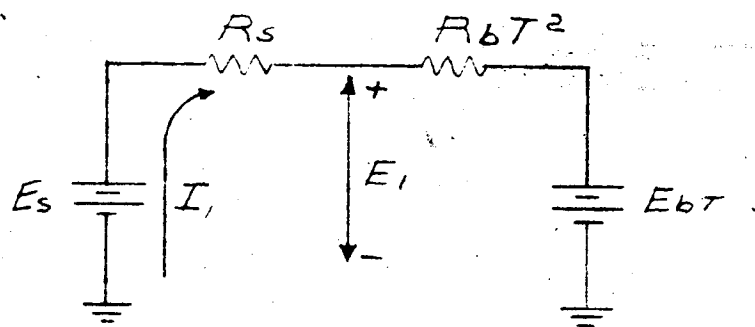 Rs RbT²
+
Es I₁ E₁ EbT
−